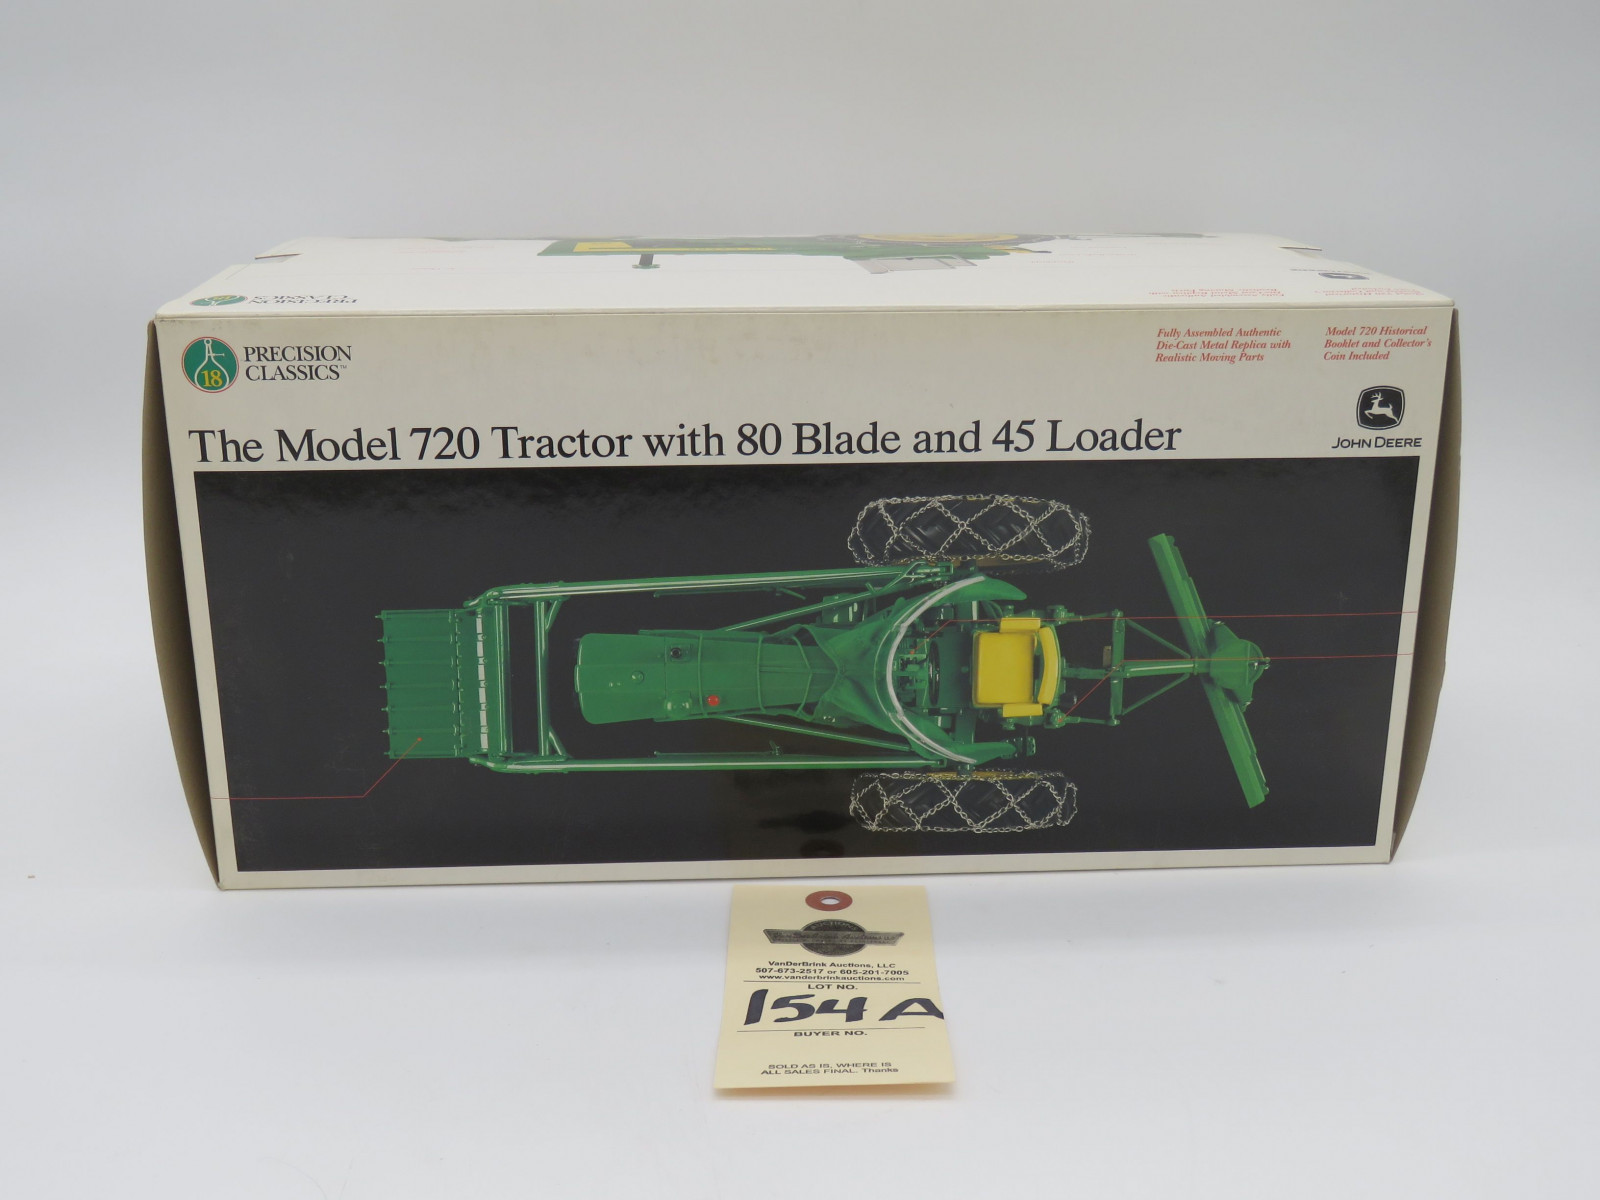 PRECISION
CLASSICS
18
PRECISION
CLASSICS™
Fully Assembled Authentic
Die-Cast Metal Replica with
Realistic Moving Parts
Model 720 Historical
Booklet and Collector's
Coin Included
The Model 720 Tractor with 80 Blade and 45 Loader
JOHN DEERE
VanDerBrink Auctions, LLC
507-673-2517 or 605-201-7005
www.vanderbrinkauctions.com
LOT NO.
154A
BUYER NO.
SOLD AS IS, WHERE IS
ALL SALES FINAL. Thanks